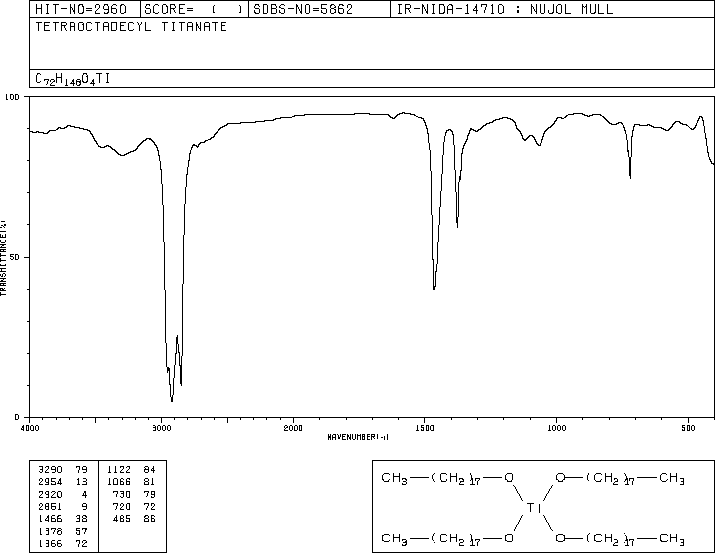 HIT-NO=2960 SCORE= ( ) SDBS-NO=5862 IR-NIDA-14710 : NUJOL MULL
TETRAOCTADECYL TITANATE
C72H148O4TI
100
50
0
TRANSMITTANCE(%)
4000 3000 2000 1500 1000 500
WAVENUMBER(-1)
3290 79 1122 84
2954 13 1066 81
2920 4 730 79
2851 9 720 72
1466 38 485 86
1378 57
1366 72
CH3—(CH2)17—O O—(CH2)17—CH3
TI
CH3—(CH2)17—O O—(CH2)17—CH3